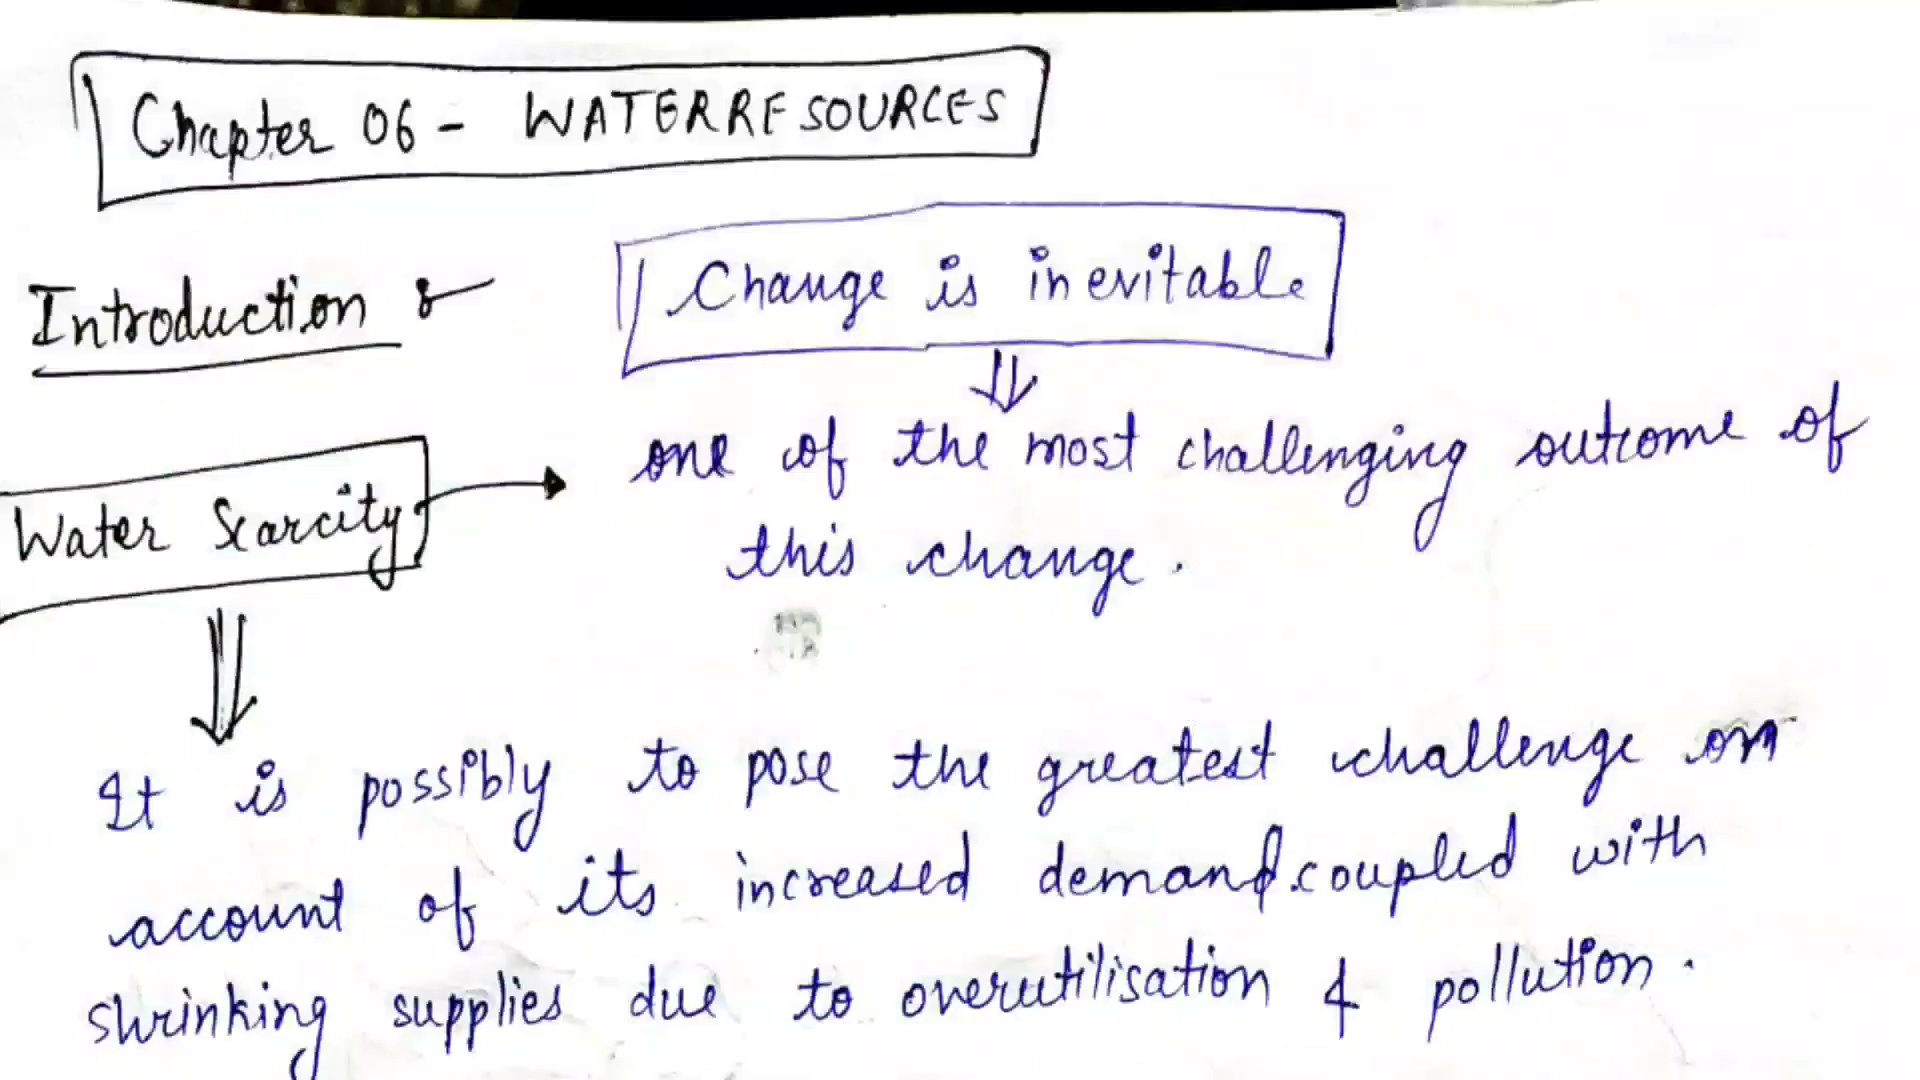 Chapter 06 - WATERRESOURCES
Introduction :-
Change is inevitable
Water Scarcity → one of the most challenging outcome of
this change.
It is possibly to pose the greatest challenge on
account of its increased demand coupled with
shrinking supplies due to overutilisation & pollution.